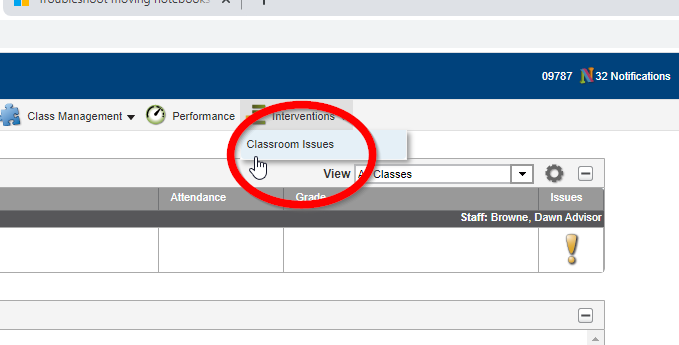 Troubleshoot moving notebooks
09787 N 32 Notifications
Class Management Performance Interventions
Classroom Issues
View Classes
Attendance Grade Issues
Staff: Browne, Dawn Advisor